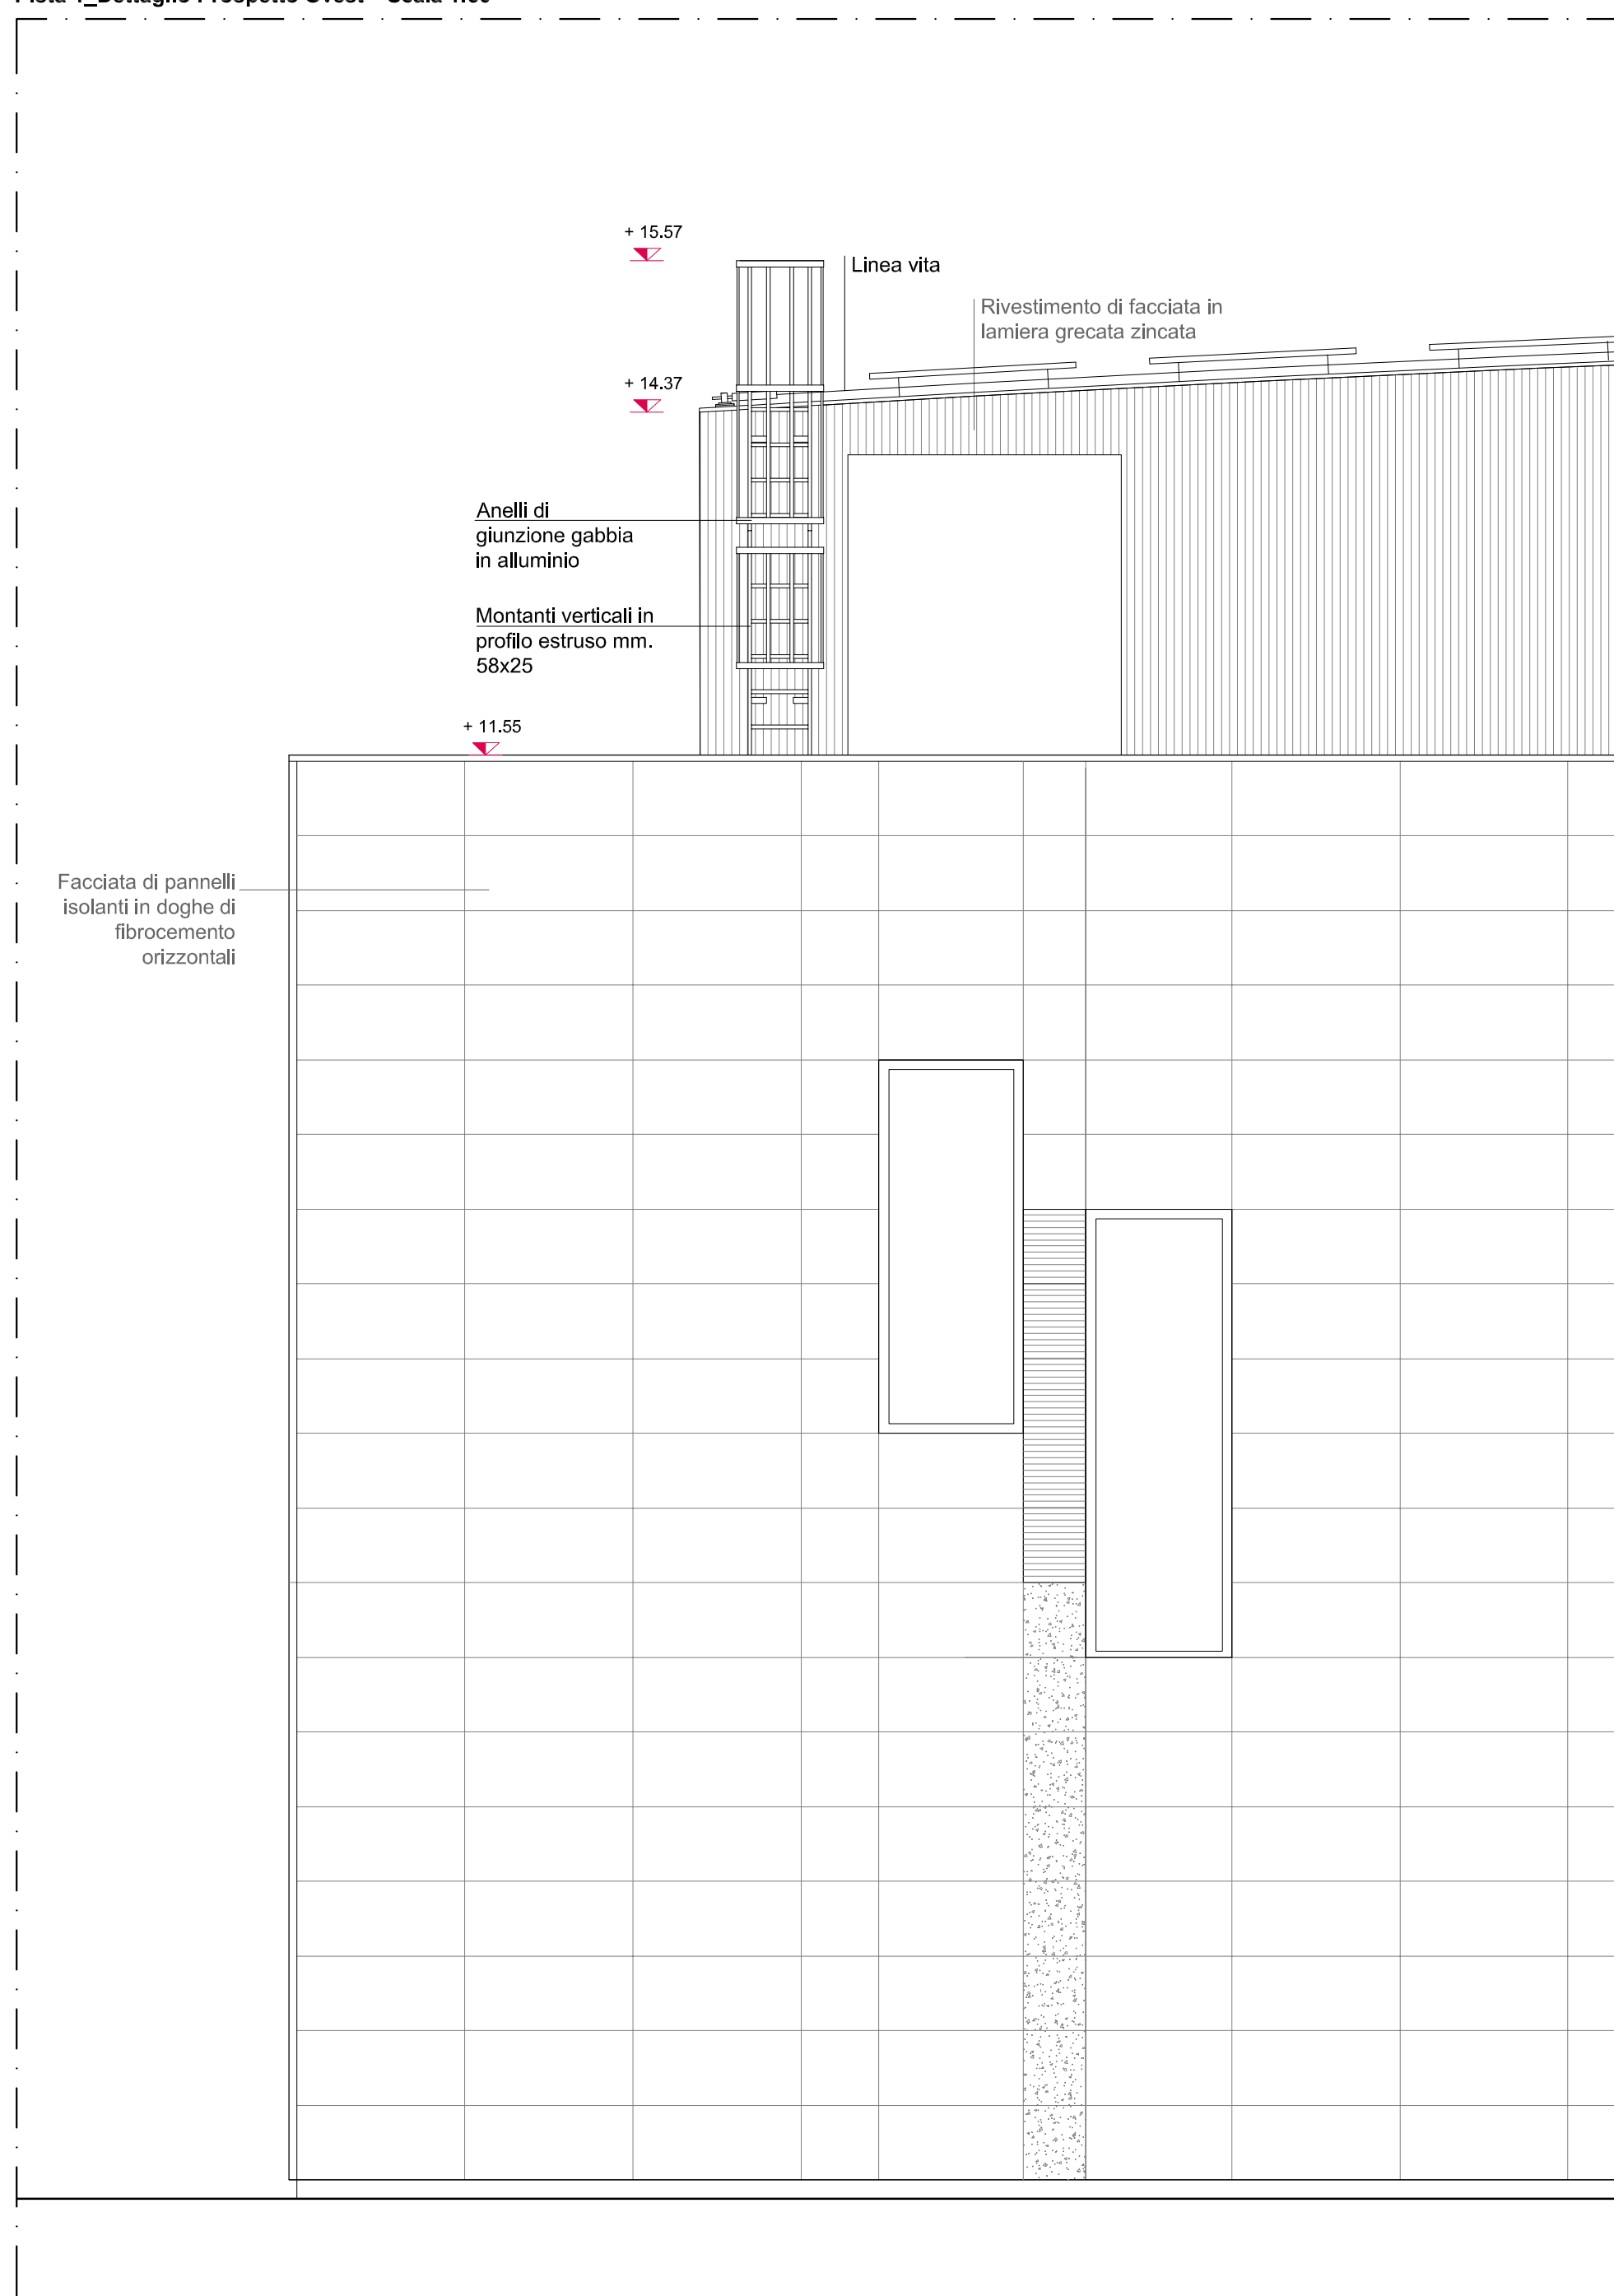 + 15.57
Linea vita
Rivestimento di facciata in
lamiera grecata zincata
+ 14.37
Anelli di
giunzione gabbia
in alluminio
Montanti verticali in
profilo estruso mm.
58x25
+ 11.55
Facciata di pannelli
isolanti in doghe di
fibrocemento
orizzontali